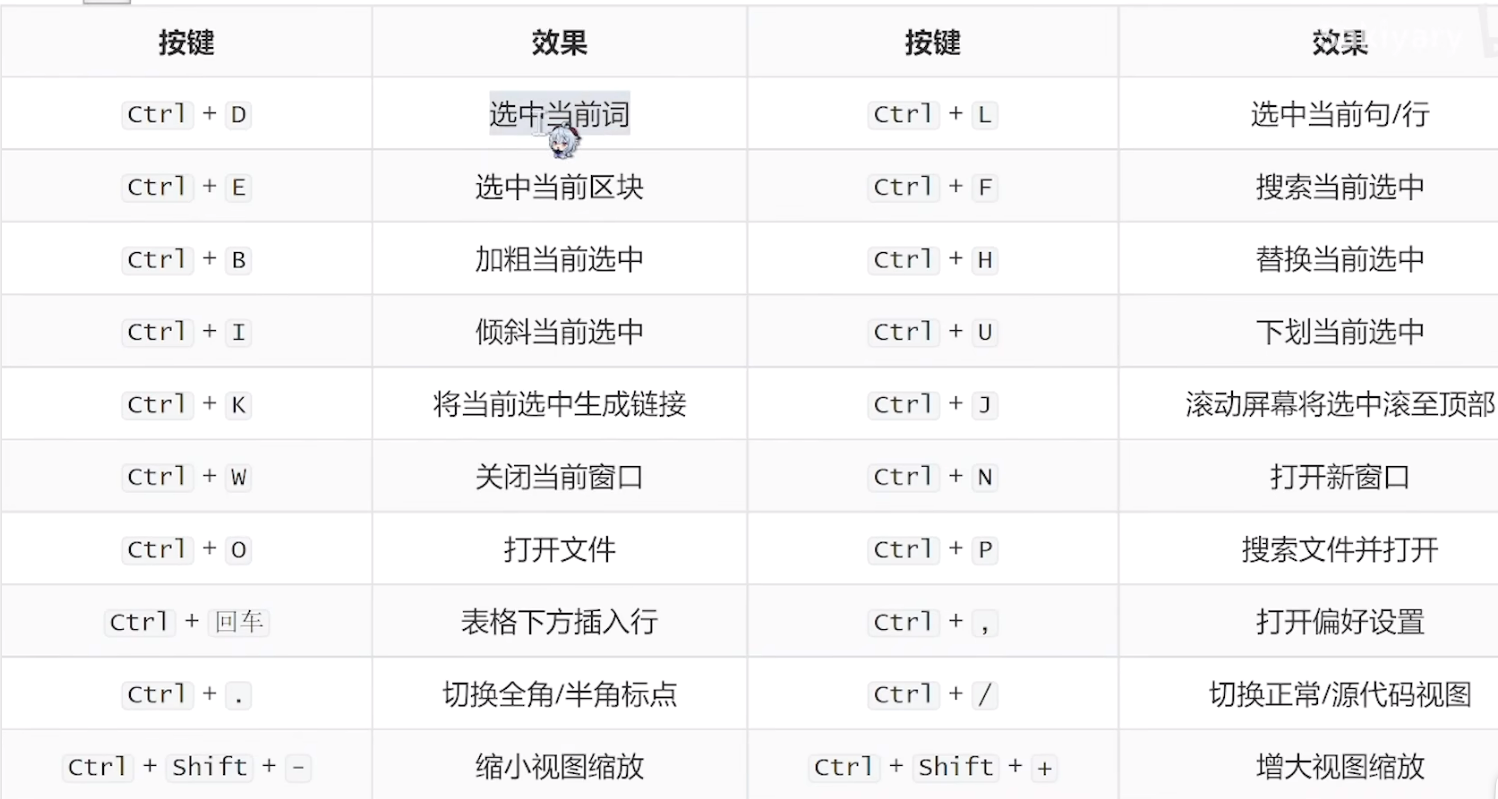 按键 效果 按键 效果
Ctrl + D 选中当前词 Ctrl + L 选中当前句/行
Ctrl + E 选中当前区块 Ctrl + F 搜索当前选中
Ctrl + B 加粗当前选中 Ctrl + H 替换当前选中
Ctrl + I 倾斜当前选中 Ctrl + U 下划当前选中
Ctrl + K 将当前选中生成链接 Ctrl + J 滚动屏幕将选中滚至顶部
Ctrl + W 关闭当前窗口 Ctrl + N 打开新窗口
Ctrl + O 打开文件 Ctrl + P 搜索文件并打开
Ctrl + 回车 表格下方插入行 Ctrl + , 打开偏好设置
Ctrl + . 切换全角/半角标点 Ctrl + / 切换正常/源代码视图
Ctrl + Shift + - 缩小视图缩放 Ctrl + Shift + + 增大视图缩放